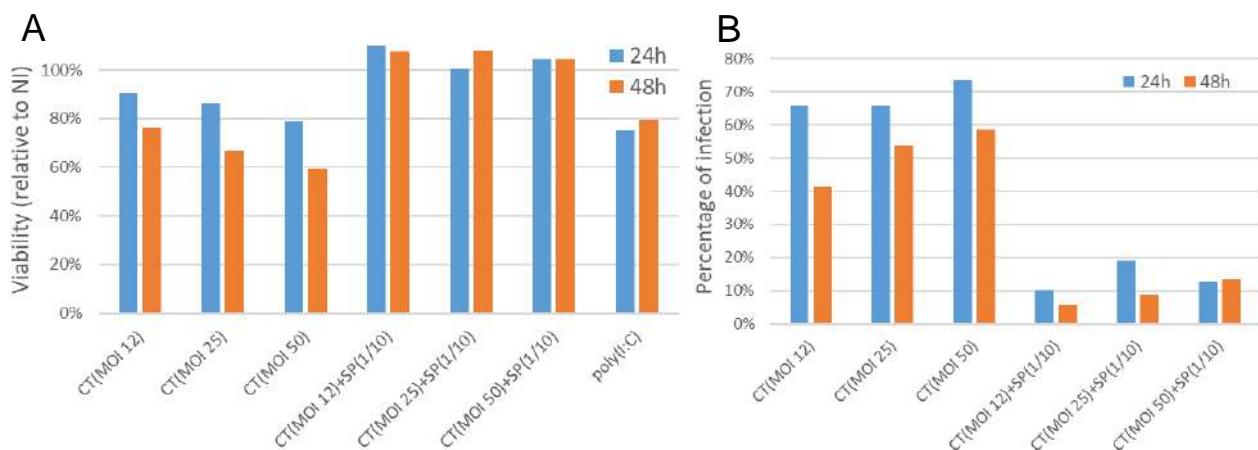 A
Viability (relative to NI)
100%
80%
60%
40%
20%
0%
24h
48h
CT(MOI 12)
CT(MOI 25)
CT(MOI 50)
CT(MOI 12)+SP(1/10)
CT(MOI 25)+SP(1/10)
CT(MOI 50)+SP(1/10)
poly(I:C)
B
Percentage of infection
80%
70%
60%
50%
40%
30%
20%
10%
0%
24h 48h
CT(MOI 12)
CT(MOI 25)
CT(MOI 50)
CT(MOI 12)+SP(1/10)
CT(MOI 25)+SP(1/10)
CT(MOI 50)+SP(1/10)